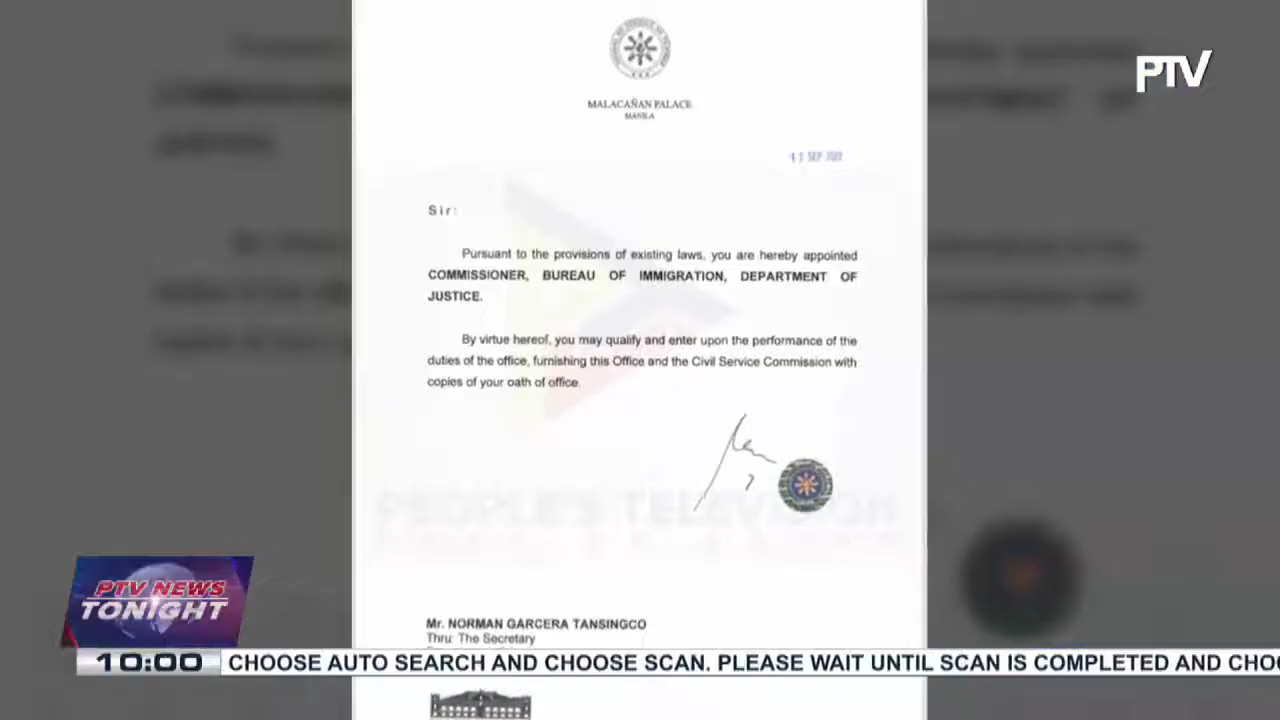 PTV
MALACAÑAN PALACE
MANILA
SEP
Sir:
Pursuant to the provisions of existing laws, you are hereby appointed
COMMISSIONER, BUREAU OF IMMIGRATION, DEPARTMENT OF
JUSTICE.
By virtue hereof, you may qualify and enter upon the performance of the
duties of the office, furnishing this Office and the Civil Service Commission with
copies of your oath of office.
PEOPLE'S TELEVISION
Mr. NORMAN GARCERA TANSINGCO
Thru: The Secretary
PTV NEWS
TONIGHT
10:00 CHOOSE AUTO SEARCH AND CHOOSE SCAN. PLEASE WAIT UNTIL SCAN IS COMPLETED AND